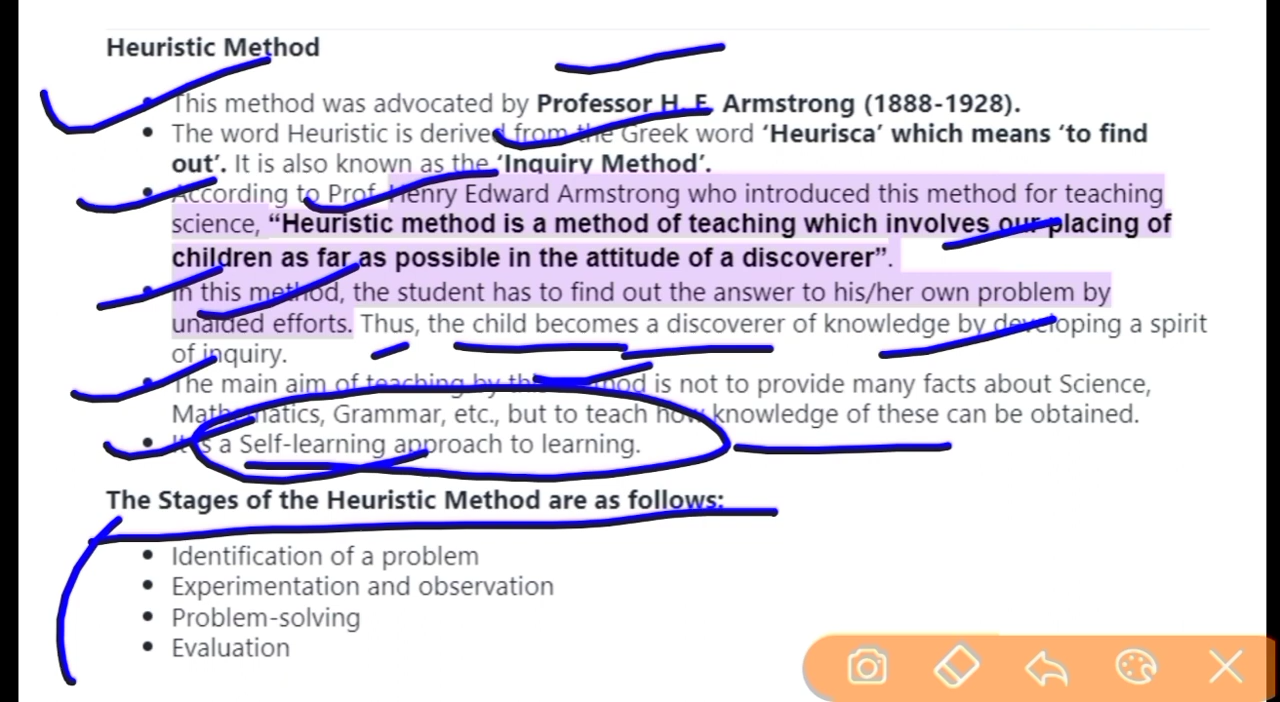 Heuristic Method
• This method was advocated by Professor H. E. Armstrong (1888-1928).
• The word Heuristic is derived from the Greek word ‘Heurisca’ which means ‘to find
out’. It is also known as the ‘Inquiry Method’.
• According to Prof. Henry Edward Armstrong who introduced this method for teaching
science, “Heuristic method is a method of teaching which involves our placing of
children as far as possible in the attitude of a discoverer”.
• In this method, the student has to find out the answer to his/her own problem by
unaided efforts. Thus, the child becomes a discoverer of knowledge by developing a spirit
of inquiry.
• The main aim of teaching by this method is not to provide many facts about Science,
Mathematics, Grammar, etc., but to teach how knowledge of these can be obtained.
• It's a Self-learning approach to learning.
The Stages of the Heuristic Method are as follows:
• Identification of a problem
• Experimentation and observation
• Problem-solving
• Evaluation